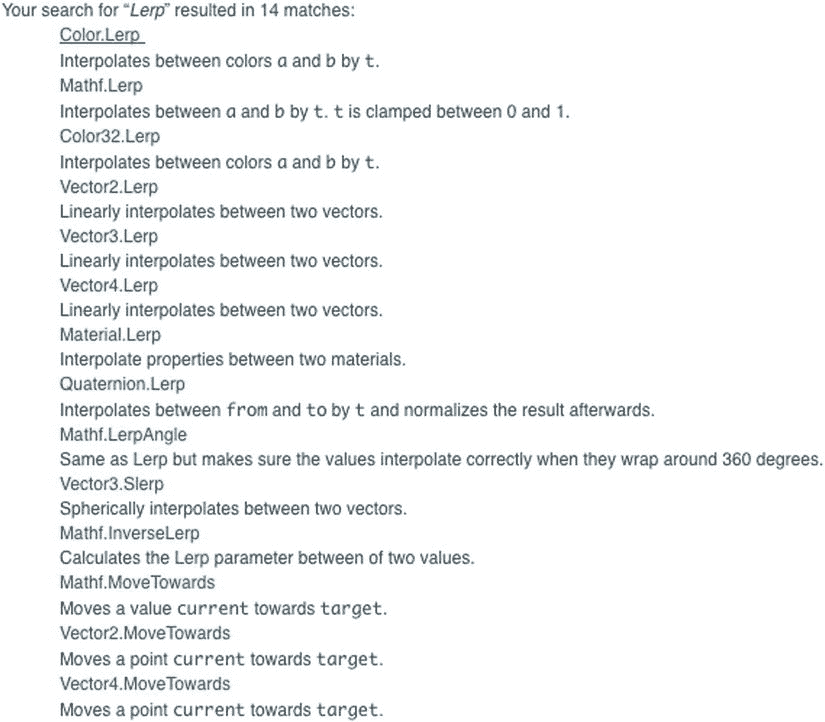 Your search for “Lerp” resulted in 14 matches:
Color.Lerp
Interpolates between colors a and b by t.
Mathf.Lerp
Interpolates between a and b by t. t is clamped between 0 and 1.
Color32.Lerp
Interpolates between colors a and b by t.
Vector2.Lerp
Linearly interpolates between two vectors.
Vector3.Lerp
Linearly interpolates between two vectors.
Vector4.Lerp
Linearly interpolates between two vectors.
Material.Lerp
Interpolate properties between two materials.
Quaternion.Lerp
Interpolates between from and to by t and normalizes the result afterwards.
Mathf.LerpAngle
Same as Lerp but makes sure the values interpolate correctly when they wrap around 360 degrees.
Vector3.Slerp
Spherically interpolates between two vectors.
Mathf.InverseLerp
Calculates the Lerp parameter between of two values.
Mathf.MoveTowards
Moves a value current towards target.
Vector2.MoveTowards
Moves a point current towards target.
Vector4.MoveTowards
Moves a point current towards target.